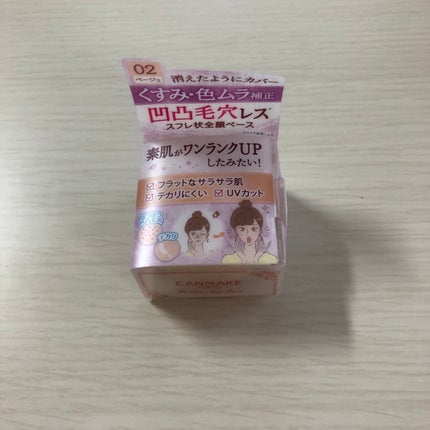 02
ベージュ
消えたようにカバー
くすみ・色ムラ補正
凹凸毛穴レス
スフレ状全顔ベース
素肌がワンランクUP
したみたい!
フラットなサラサラ肌
テカリにくい UVカット
テカリ
CANMAKE